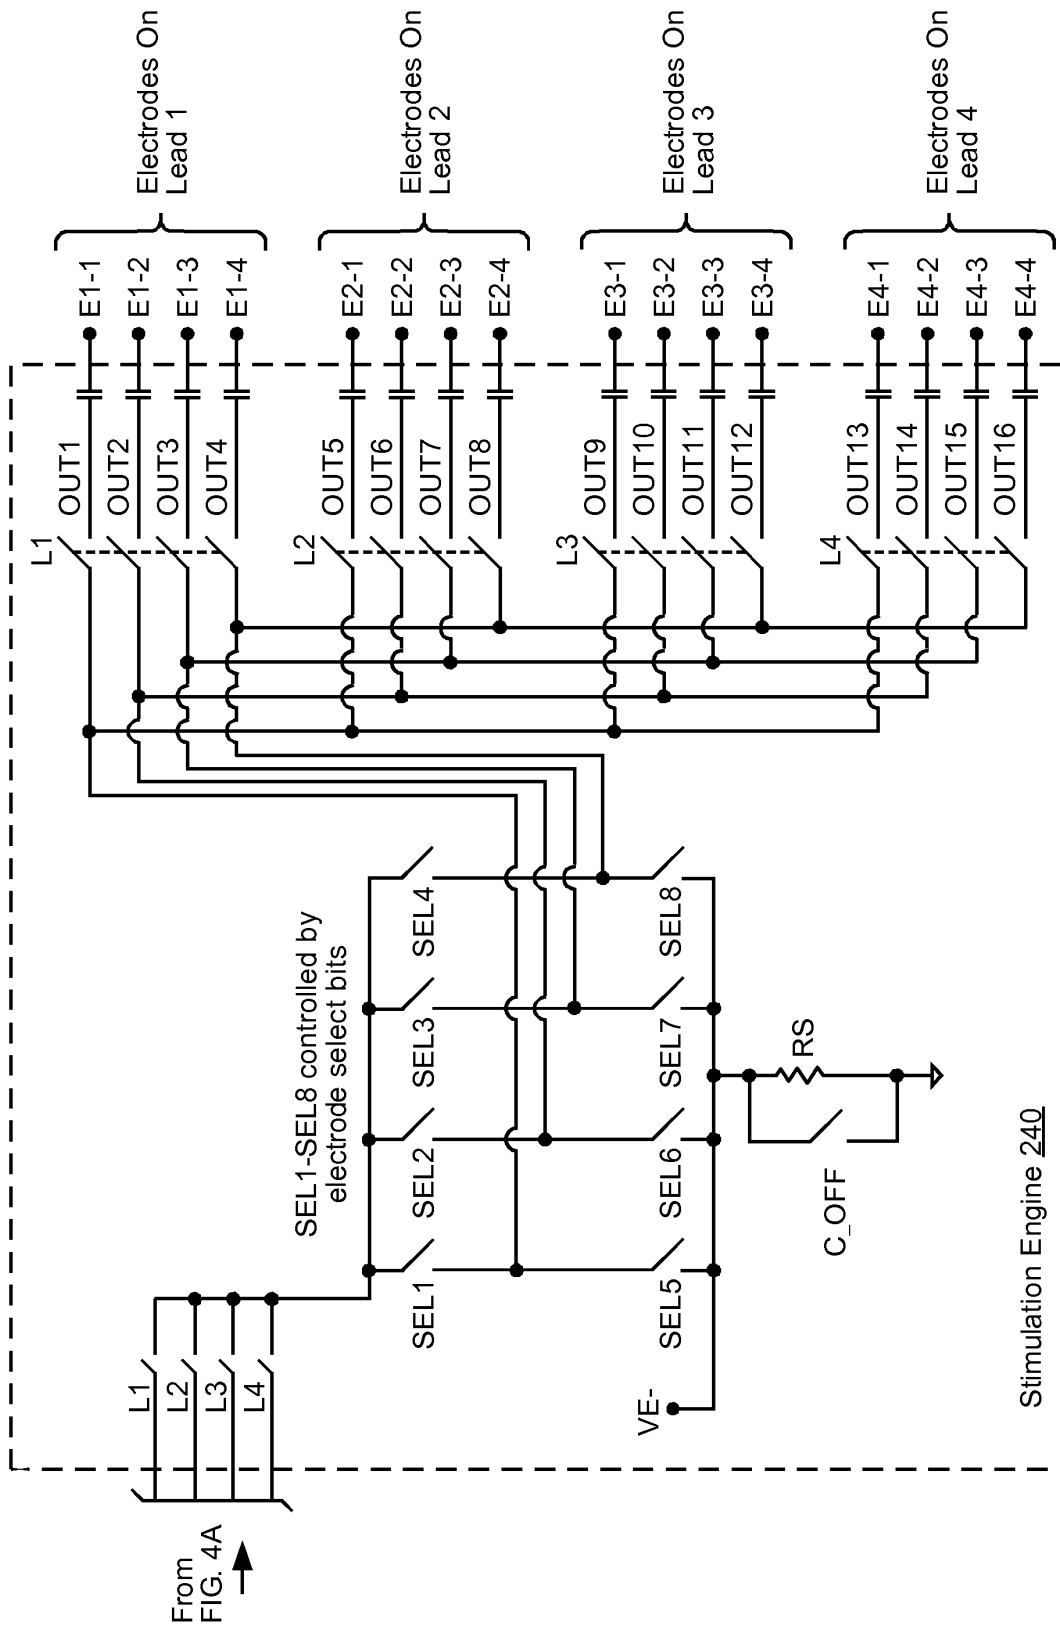 From
FIG. 4A
L1
L2
L3
L4
SEL1-SEL8 controlled by
electrode select bits
SEL1
SEL2
SEL3
SEL4
SEL5
SEL6
SEL7
SEL8
VE-
C_OFF
RS
Stimulation Engine 240
L1
OUT1
OUT2
OUT3
OUT4
L2
OUT5
OUT6
OUT7
OUT8
L3
OUT9
OUT10
OUT11
OUT12
L4
OUT13
OUT14
OUT15
OUT16
E1-1
E1-2
E1-3
E1-4
Electrodes On
Lead 1
E2-1
E2-2
E2-3
E2-4
Electrodes On
Lead 2
E3-1
E3-2
E3-3
E3-4
Electrodes On
Lead 3
E4-1
E4-2
E4-3
E4-4
Electrodes On
Lead 4